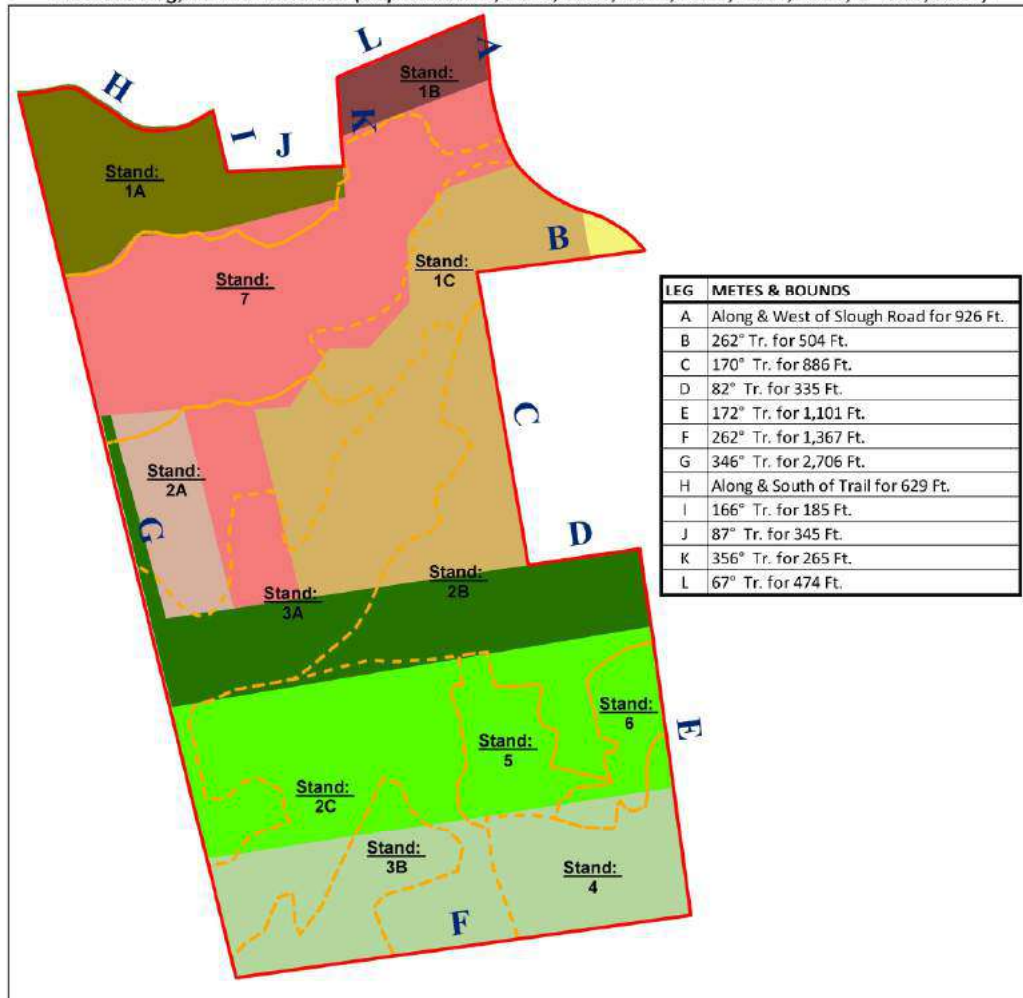 H
L
A
Stand:
1B
K
I
J
Stand:
1A
B
Stand:
1C
Stand:
7
LEG METES & BOUNDS
A Along & West of Slough Road for 926 Ft.
B 262° Tr. for 504 Ft.
C 170° Tr. for 886 Ft.
D 82° Tr. for 335 Ft.
E 172° Tr. for 1,101 Ft.
F 262° Tr. for 1,367 Ft.
G 346° Tr. for 2,706 Ft.
H Along & South of Trail for 629 Ft.
I 166° Tr. for 185 Ft.
J 87° Tr. for 345 Ft.
K 356° Tr. for 265 Ft.
L 67° Tr. for 474 Ft.
C
Stand:
2A
G
D
Stand:
2B
Stand:
3A
Stand:
6
E
Stand:
5
Stand:
2C
Stand:
3B
Stand:
4
F